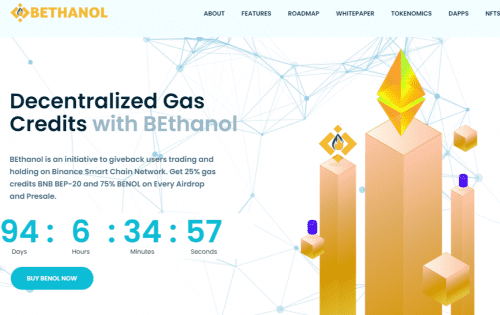 BETHANOL
ABOUT FEATURES ROADMAP WHITEPAPER TOKENOMICS DAPPS NFTS
Decentralized Gas
Credits with BEthanol
BEthanol is an initiative to giveback users trading and
holding on Binance Smart Chain Network. Get 25% gas
credits BNB BEP-20 and 75% BENOL on Every Airdrop
and Presale.
94 : 6 : 34 : 57
Days Hours Minutes Seconds
BUY BENOL NOW